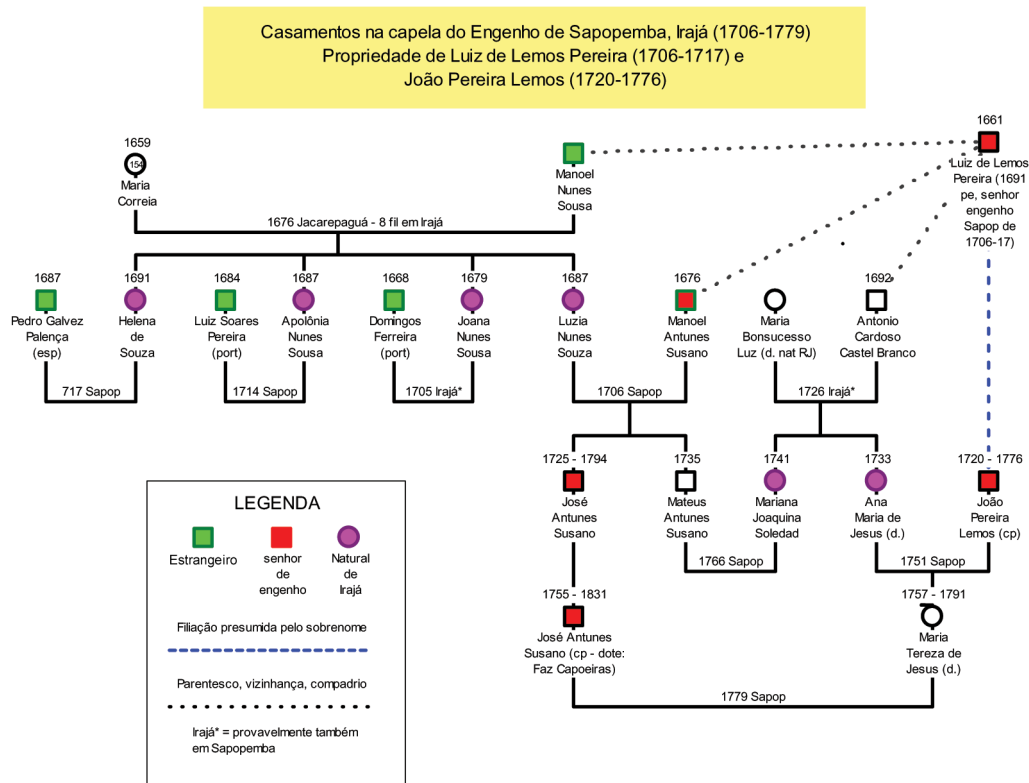 Casamentos na capela do Engenho de Sapopemba, Irajá (1706-1779)
Propriedade de Luiz de Lemos Pereira (1706-1717) e
João Pereira Lemos (1720-1776)
1659
154
Maria
Correia
Manoel
Nunes
Sousa
1661
Luiz de Lemos
Pereira (1691
pe, senhor
engenho
Sapop de
1706-17)
1676 Jacarepaguá - 8 fil em Irajá
1687
Pedro Galvez
Palença
(esp)
1691
Helena
de
Souza
1684
Luiz Soares
Pereira
(port)
1687
Apolônia
Nunes
Sousa
1668
Domingos
Ferreira
(port)
1679
Joana
Nunes
Sousa
1687
Luzia
Nunes
Souza
1676
Manoel
Antunes
Susano
Maria
Bonsucesso
Luz (d. nat RJ)
1692
Antonio
Cardoso
Castel Branco
717 Sapop
1714 Sapop
1705 Irajá*
1706 Sapop
1726 Irajá*
1725 - 1794
José
Antunes
Susano
1735
Mateus
Antunes
Susano
1741
Mariana
Joaquina
Soledad
1733
Ana
Maria de
Jesus (d.)
1720 - 1776
João
Pereira
Lemos (cp)
1766 Sapop
1751 Sapop
1755 - 1831
José Antunes
Susano (cp - dote:
Faz Capoeiras)
1757 - 1791
Maria
Tereza de
Jesus (d.)
1779 Sapop
LEGENDA
Estrangeiro
senhor
de
engenho
Natural
de
Irajá
Filiação presumida pelo sobrenome
Parentesco, vizinhança, compadrio
Irajá* = provavelmente também
em Sapopemba